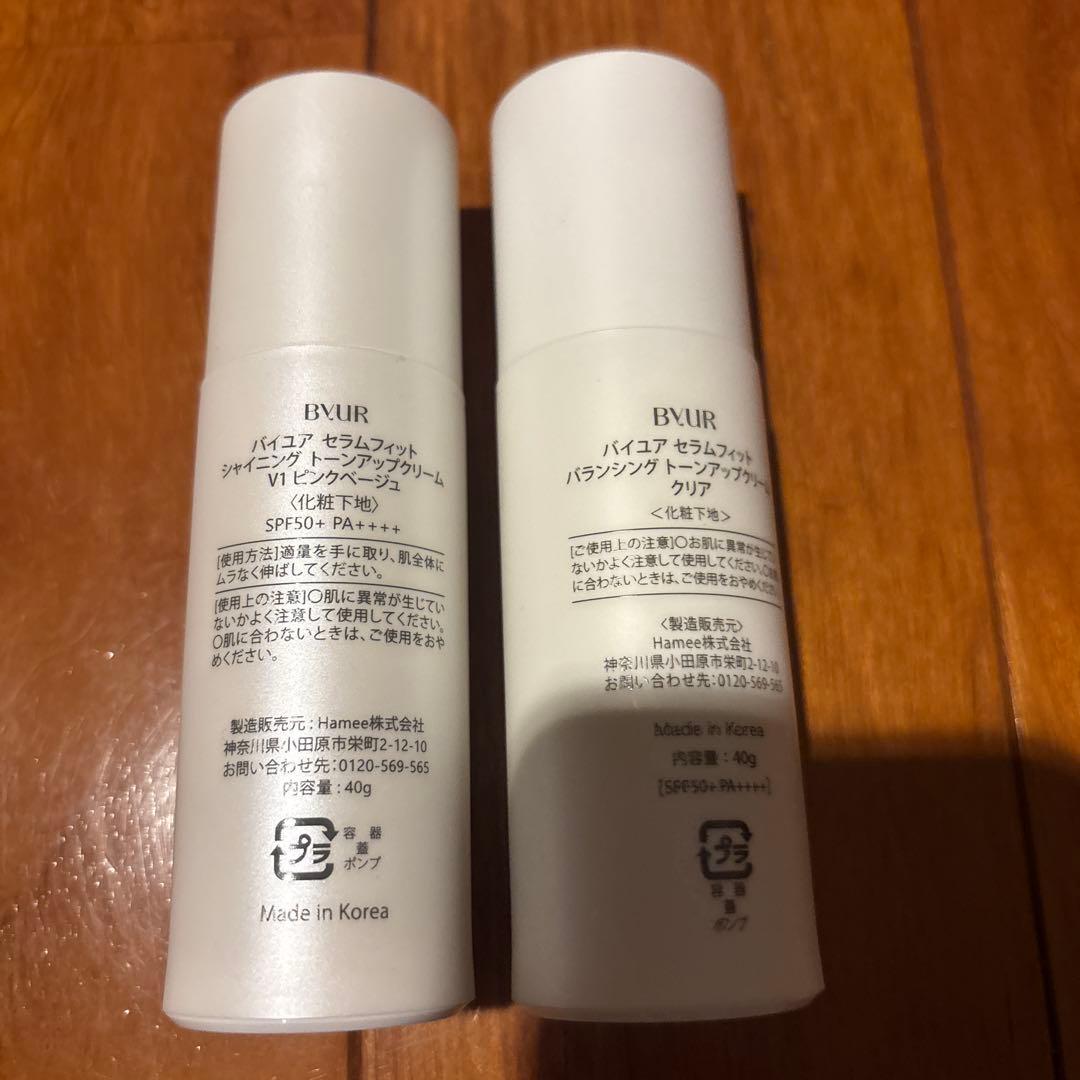 BYUR
バイユア セラムフィット
シャイニング トーンアップクリーム
V1 ピンクベージュ
〈化粧下地〉
SPF50+ PA++++
[使用方法]適量を手に取り、肌全体に
ムラなく伸ばしてください。
[使用上の注意]〇肌に異常が生じてい
ないかよく注意して使用してください。
〇肌に合わないときは、ご使用をおや
めください。
製造販売元：Hamee株式会社
神奈川県小田原市栄町2-12-10
お問い合わせ先：0120-569-565
内容量：40g
プラ
容器
蓋
ポンプ
Made in Korea
BYUR
バイユア セラムフィット
バランシング トーンアップクリーム
クリア
＜化粧下地＞
[ご使用上の注意]〇お肌に異常が生じて
ないかよく注意して使用してください。〇
に合わないときは、ご使用をおやめくださ
＜製造販売元＞
Hamee株式会社
神奈川県小田原市栄町2-12-10
お問い合わせ先：0120-569-565
Made in Korea
内容量：40g
[SPF50+ PA++++]
プラ
容器
蓋
ポンプ